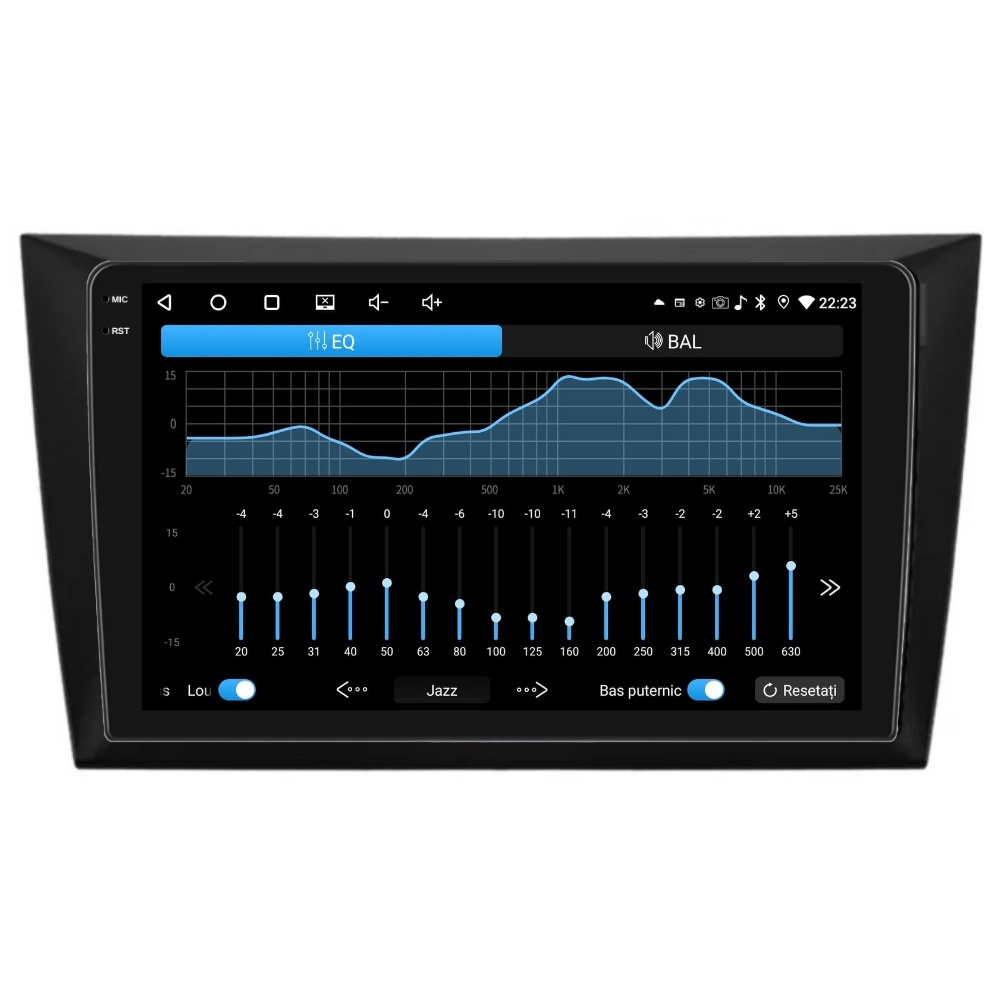 MIC
RST
22:23
EQ
BAL
15
0
-15
20 50 100 200 500 1K 2K 5K 10K 25K
-4 -4 -3 -1 0 -4 -6 -10 -10 -11 -4 -3 -2 -2 +2 +5
15
0
-15
20 25 31 40 50 63 80 100 125 160 200 250 315 400 500 630
s Lou Jazz Bas puternic Resetați